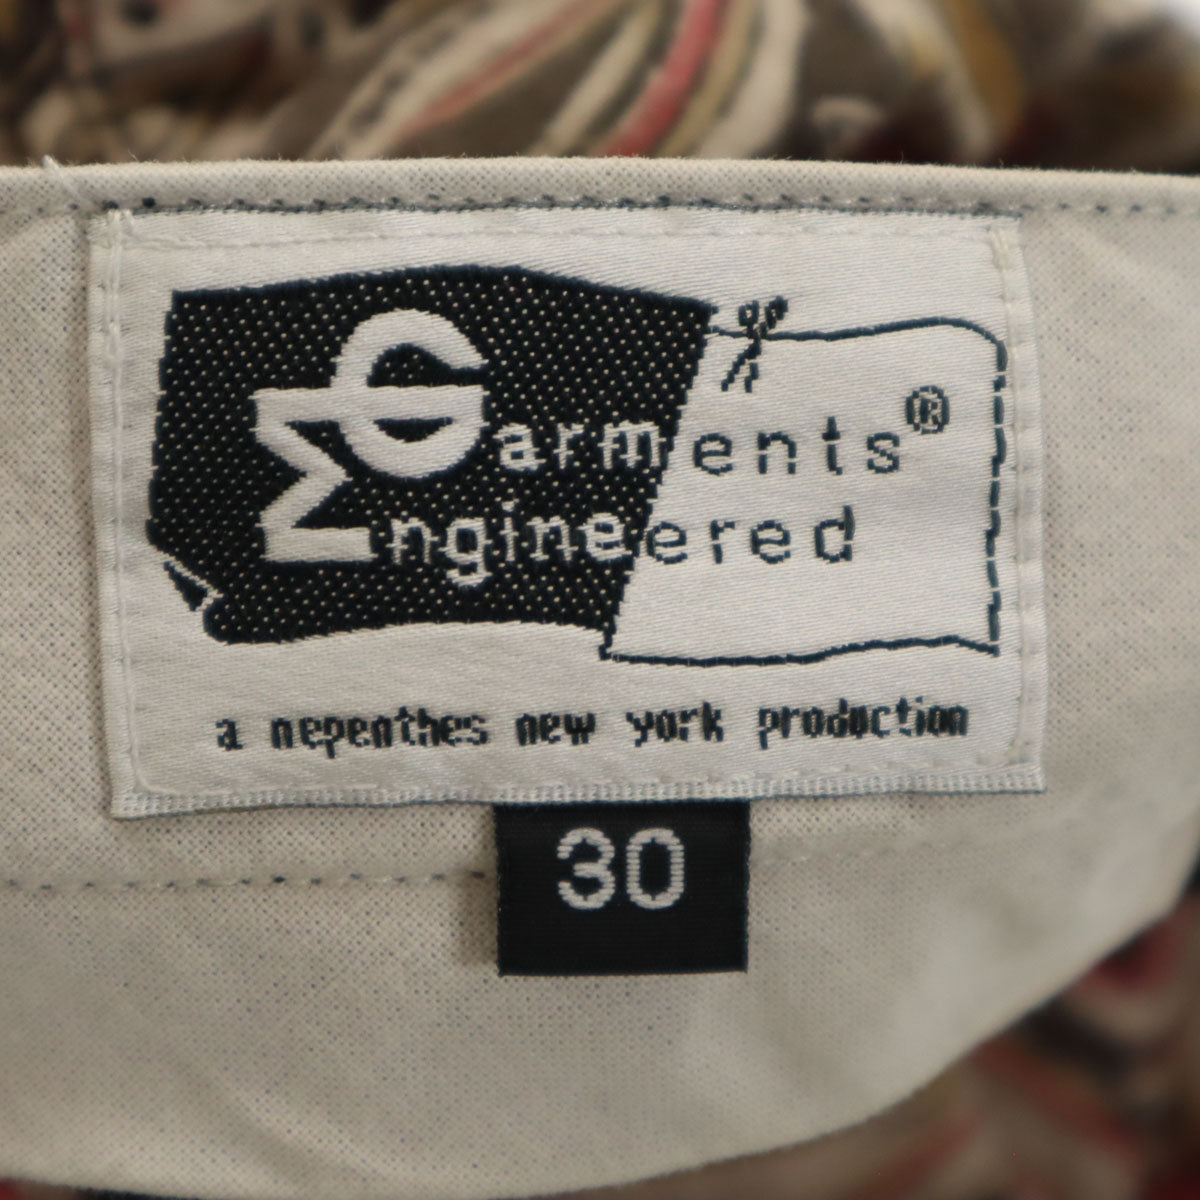 Garments®
Engineered
a nepenthes new york production
30